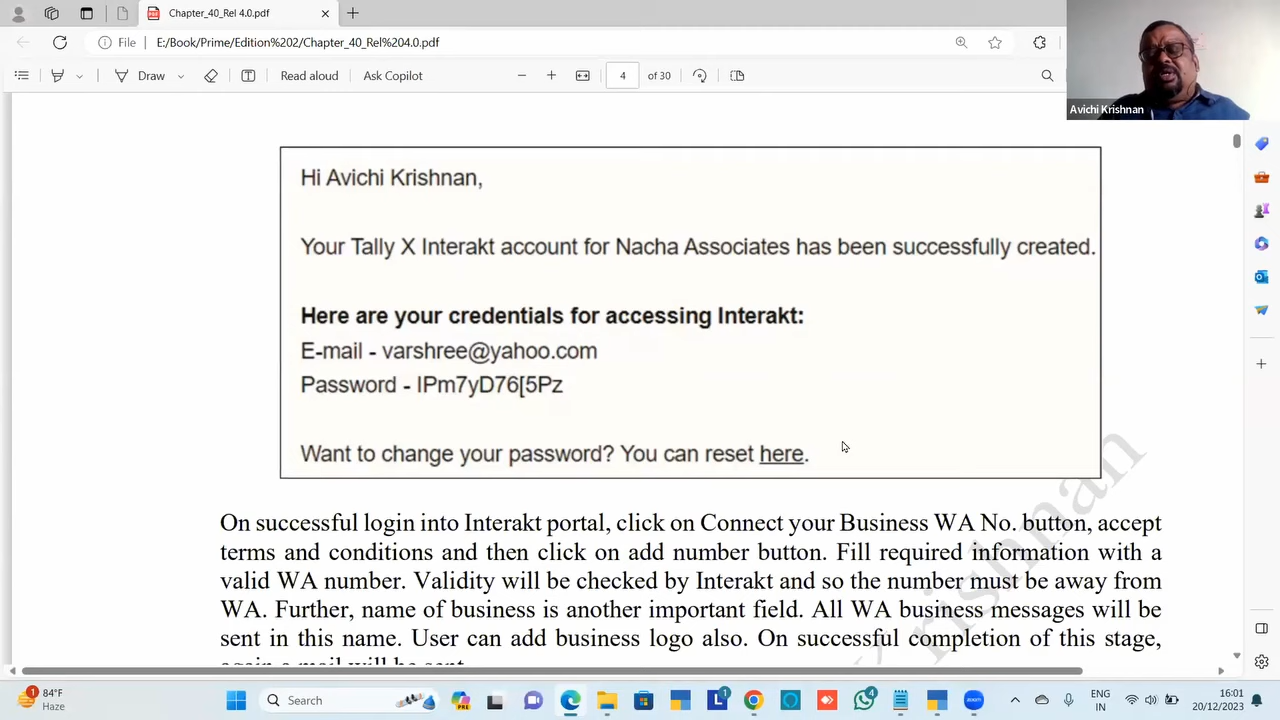 Chapter_40_Rel 4.0.pdf
File E:/Book/Prime/Edition%202/Chapter_40_Rel%204.0.pdf
Draw Read aloud Ask Copilot 4 of 30
Avichi Krishnan
Hi Avichi Krishnan,
Your Tally X Interakt account for Nacha Associates has been successfully created.
Here are your credentials for accessing Interakt:
E-mail - varshree@yahoo.com
Password - IPm7yD76[5Pz
Want to change your password? You can reset here.
On successful login into Interakt portal, click on Connect your Business WA No. button, accept
terms and conditions and then click on add number button. Fill required information with a
valid WA number. Validity will be checked by Interakt and so the number must be away from
WA. Further, name of business is another important field. All WA business messages will be
sent in this name. User can add business logo also. On successful completion of this stage,
again a mail will be sent
rishnan
84°F
Haze
Search
ENG
IN
16:01
20/12/2023